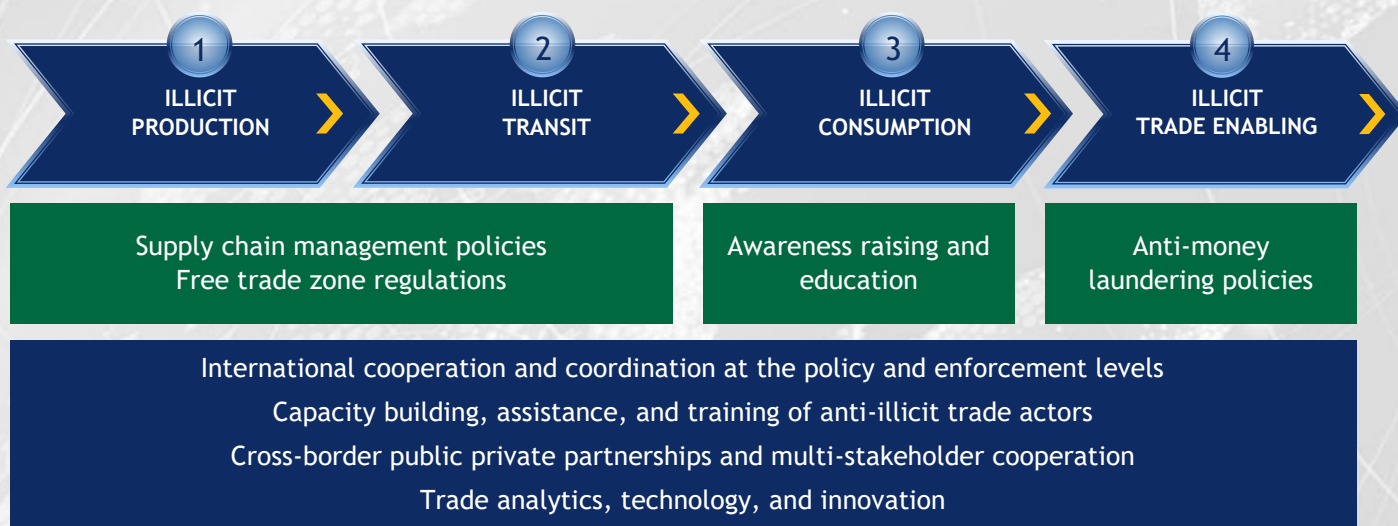 1
ILLICIT
PRODUCTION
2
ILLICIT
TRANSIT
3
ILLICIT
CONSUMPTION
4
ILLICIT
TRADE ENABLING
Supply chain management policies
Free trade zone regulations
Awareness raising and
education
Anti-money
laundering policies
International cooperation and coordination at the policy and enforcement levels
Capacity building, assistance, and training of anti-illicit trade actors
Cross-border public private partnerships and multi-stakeholder cooperation
Trade analytics, technology, and innovation